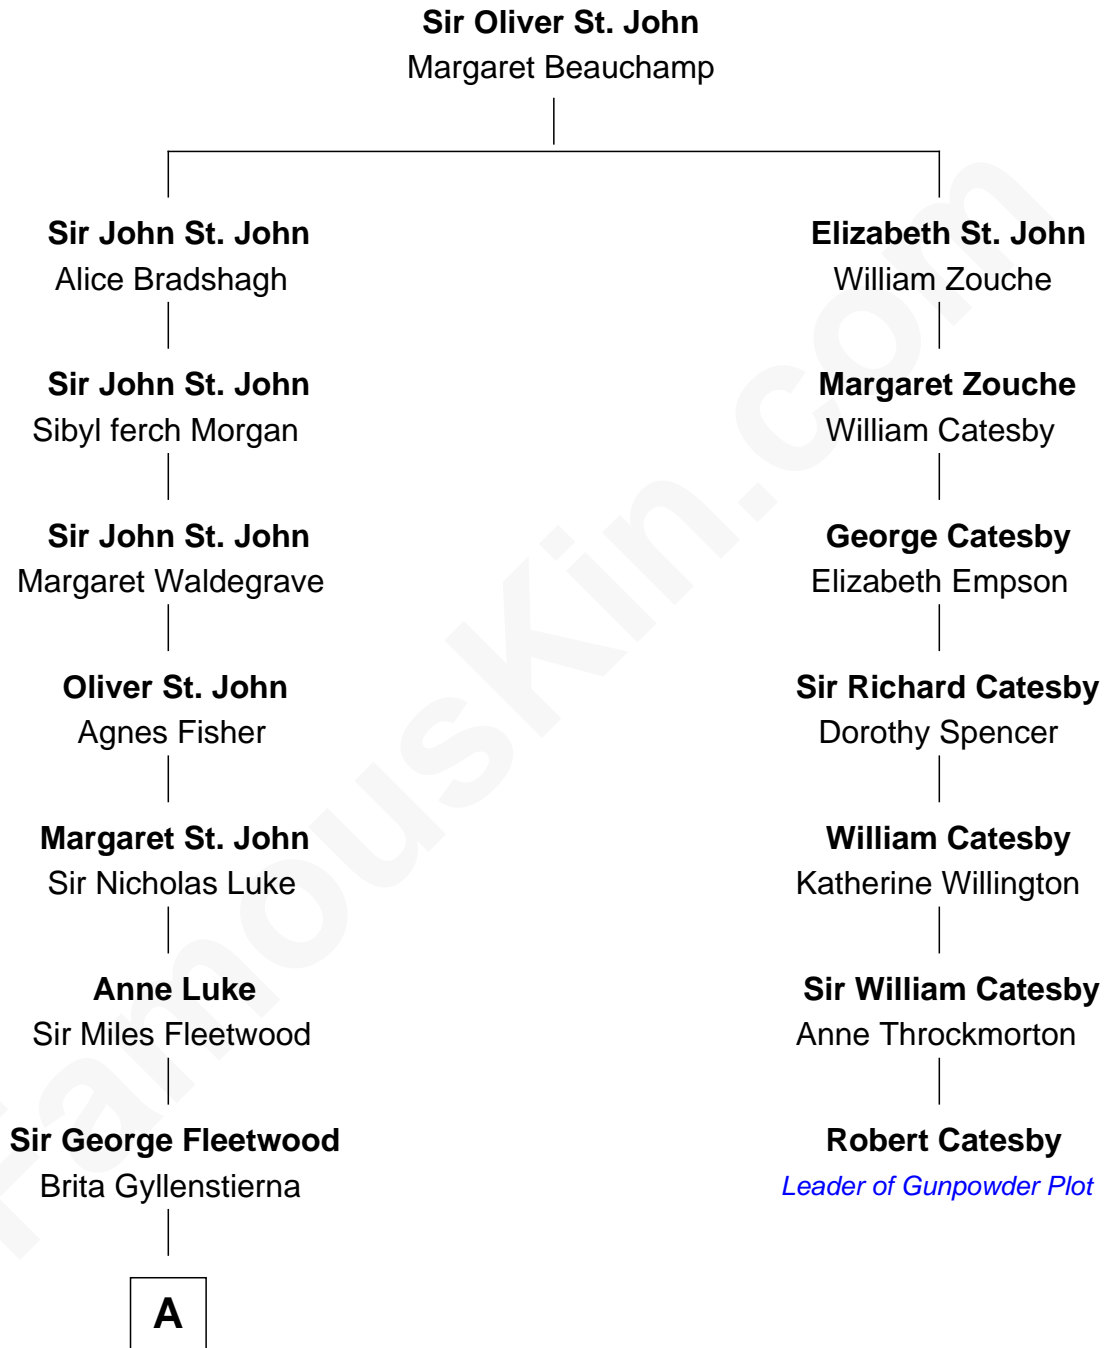 Sir Oliver St. John
Margaret Beauchamp
Sir John St. John
Alice Bradshagh
Sir John St. John
Sibyl ferch Morgan
Sir John St. John
Margaret Waldegrave
Oliver St. John
Agnes Fisher
Margaret St. John
Sir Nicholas Luke
Anne Luke
Sir Miles Fleetwood
Sir George Fleetwood
Brita Gyllenstierna
A
Elizabeth St. John
William Zouche
Margaret Zouche
William Catesby
George Catesby
Elizabeth Empson
Sir Richard Catesby
Dorothy Spencer
William Catesby
Katherine Willington
Sir William Catesby
Anne Throckmorton
Robert Catesby
Leader of Gunpowder Plot
FamousKin.com